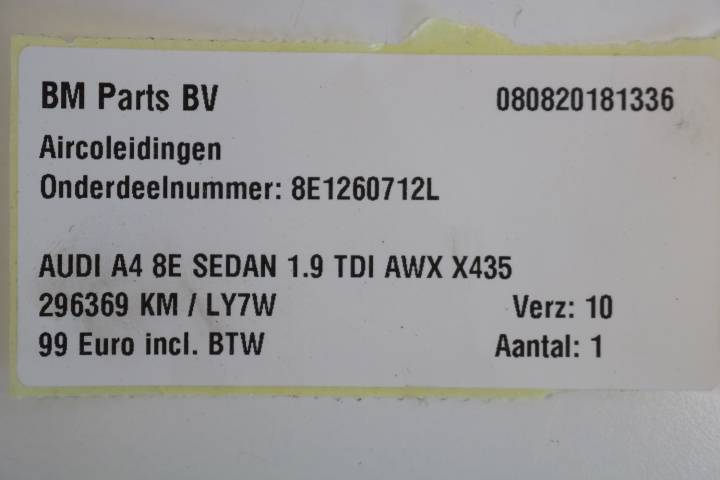 BM Parts BV 080820181336
Aircoleidingen
Onderdeelnummer: 8E1260712L
AUDI A4 8E SEDAN 1.9 TDI AWX X435
296369 KM / LY7W Verz: 10
99 Euro incl. BTW Aantal: 1